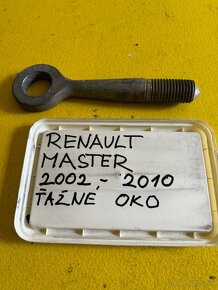 RENAULT
MASTER
2002,- 2010
ŤAŽNÉ OKO